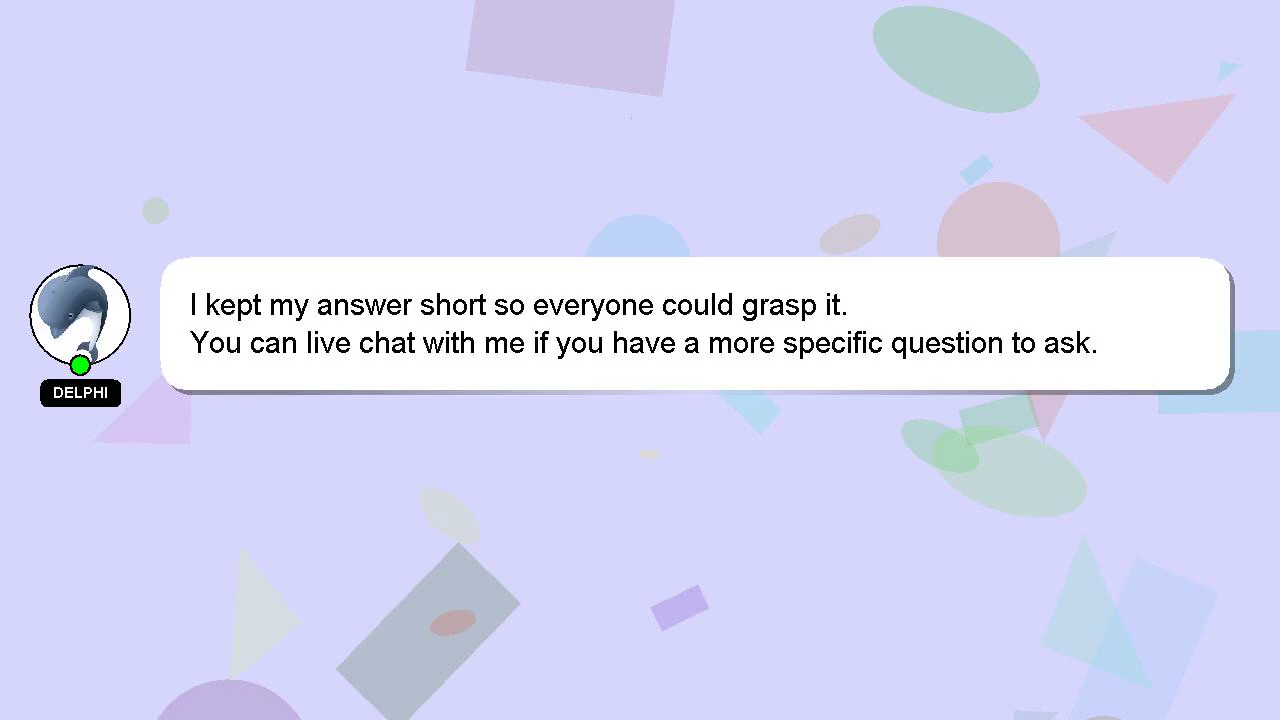 I kept my answer short so everyone could grasp it.
You can live chat with me if you have a more specific question to ask.
DELPHI